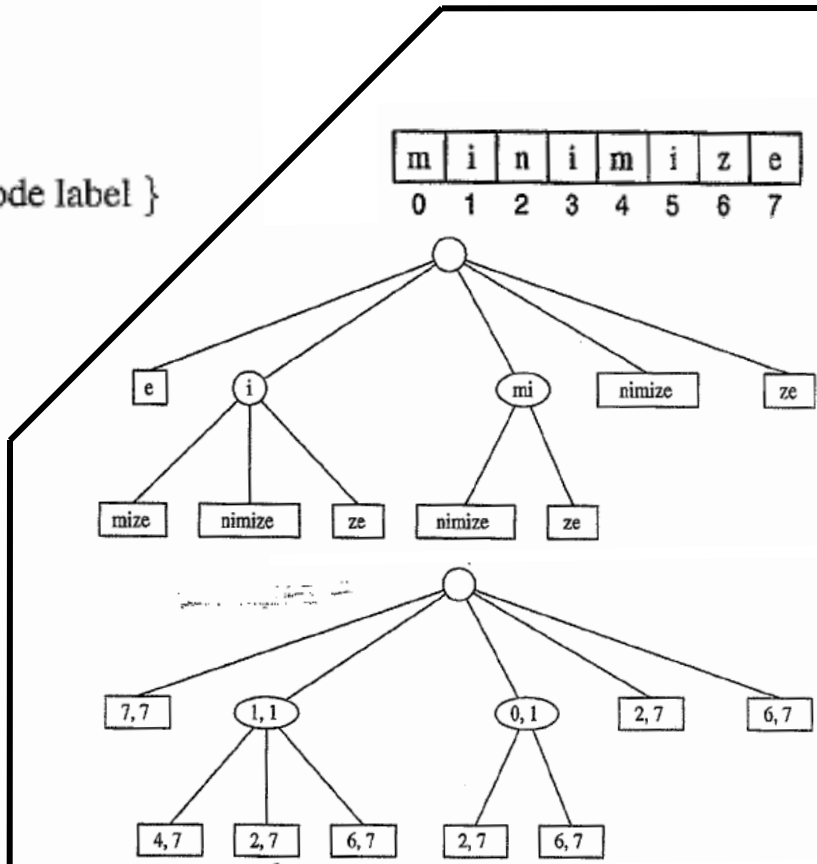 m i n i m i z e
ode label }
0 1 2 3 4 5 6 7
e i mi nimize ze
mize nimize ze nimize ze
7, 7 1, 1 0, 1 2, 7 6, 7
4, 7 2, 7 6, 7 2, 7 6, 7